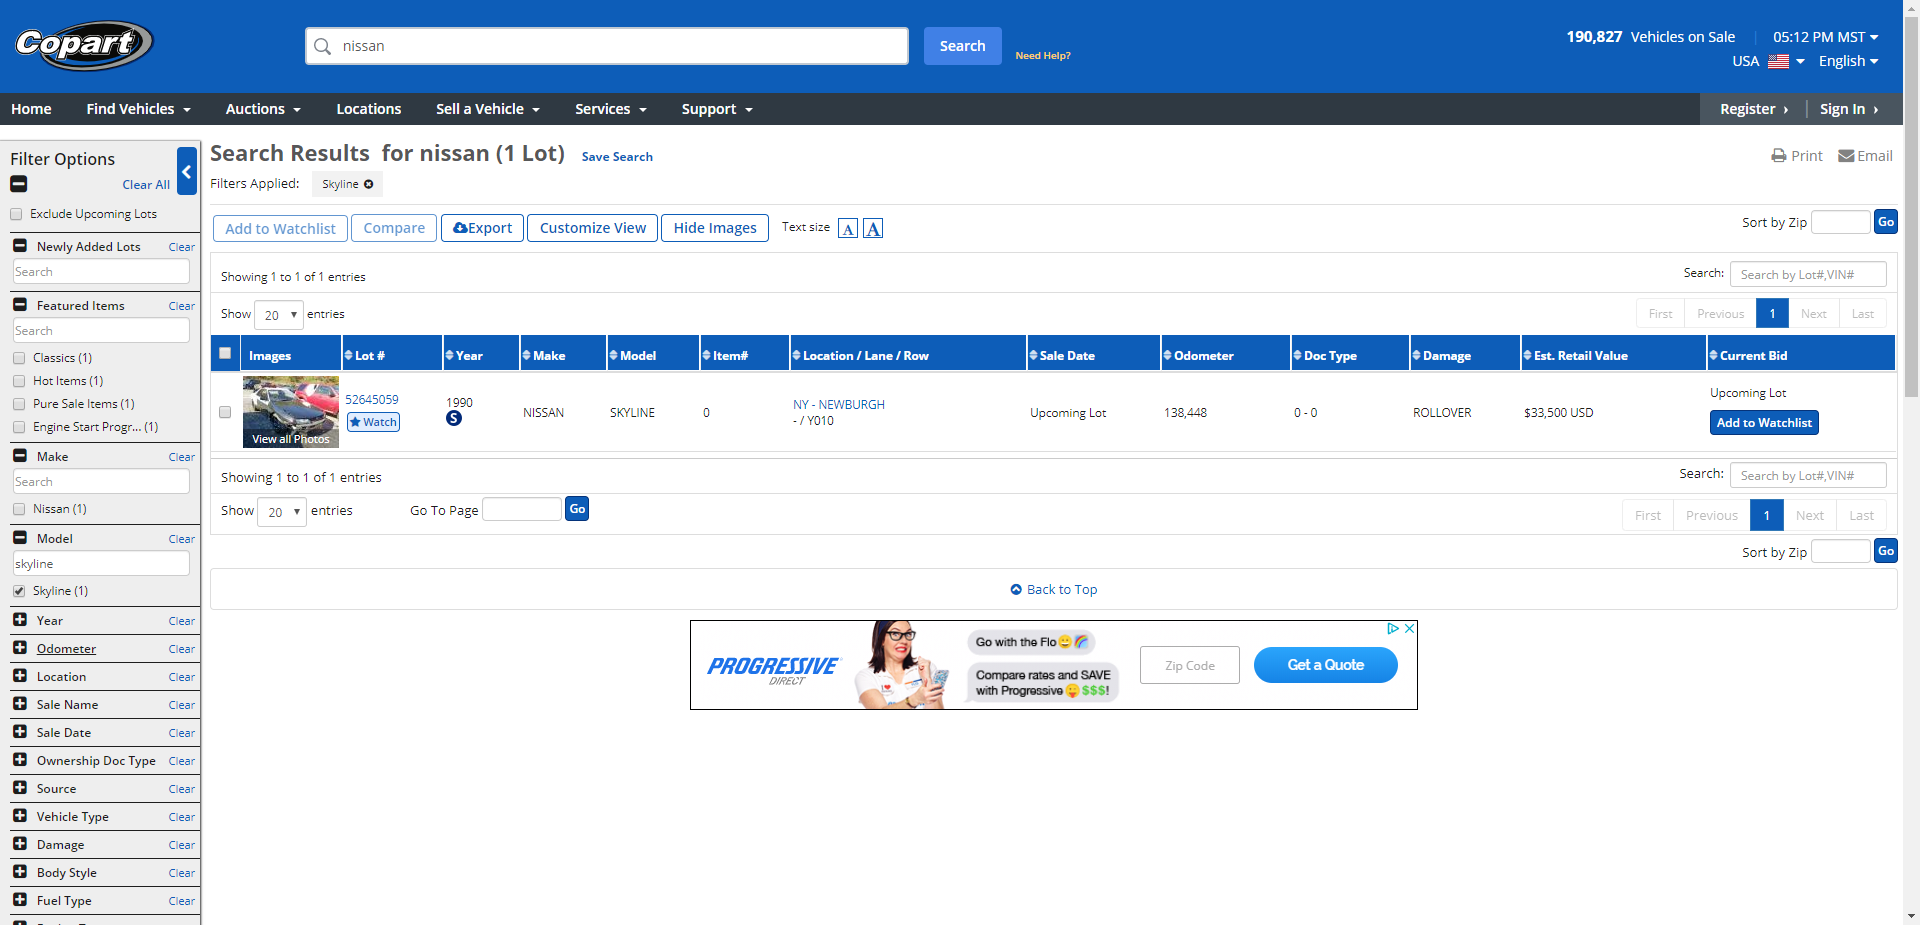 Copart
nissan
Search
Need Help?
190,827 Vehicles on Sale
05:12 PM MST
USA
English
Home
Find Vehicles
Auctions
Locations
Sell a Vehicle
Services
Support
Register ›
Sign In ›
Filter Options
Clear All
Exclude Upcoming Lots
Newly Added Lots Clear
Search
Featured Items Clear
Search
Classics (1)
Hot Items (1)
Pure Sale Items (1)
Engine Start Progr... (1)
Make Clear
Search
Nissan (1)
Model Clear
skyline
Skyline (1)
Year Clear
Odometer Clear
Location Clear
Sale Name Clear
Sale Date Clear
Ownership Doc Type Clear
Source Clear
Vehicle Type Clear
Damage Clear
Body Style Clear
Fuel Type Clear
Search Results for nissan (1 Lot) Save Search
Print
Email
Filters Applied: Skyline
Add to Watchlist
Compare
Export
Customize View
Hide Images
Text size A A
Sort by Zip Go
Showing 1 to 1 of 1 entries
Search: Search by Lot#,VIN#
Show 20 entries
First Previous 1 Next Last
Images Lot # Year Make Model Item# Location / Lane / Row Sale Date Odometer Doc Type Damage Est. Retail Value Current Bid
View all Photos
52645059
Watch
1990
S
NISSAN
SKYLINE
0
NY - NEWBURGH
- / Y010
Upcoming Lot
138,448
0 - 0
ROLLOVER
$33,500 USD
Upcoming Lot
Add to Watchlist
Showing 1 to 1 of 1 entries
Search: Search by Lot#,VIN#
Show 20 entries
Go To Page Go
First Previous 1 Next Last
Sort by Zip Go
Back to Top
PROGRESSIVE
DIRECT
Go with the Flo😊🌈
Compare rates and SAVE
with Progressive😛$$$!
Zip Code
Get a Quote